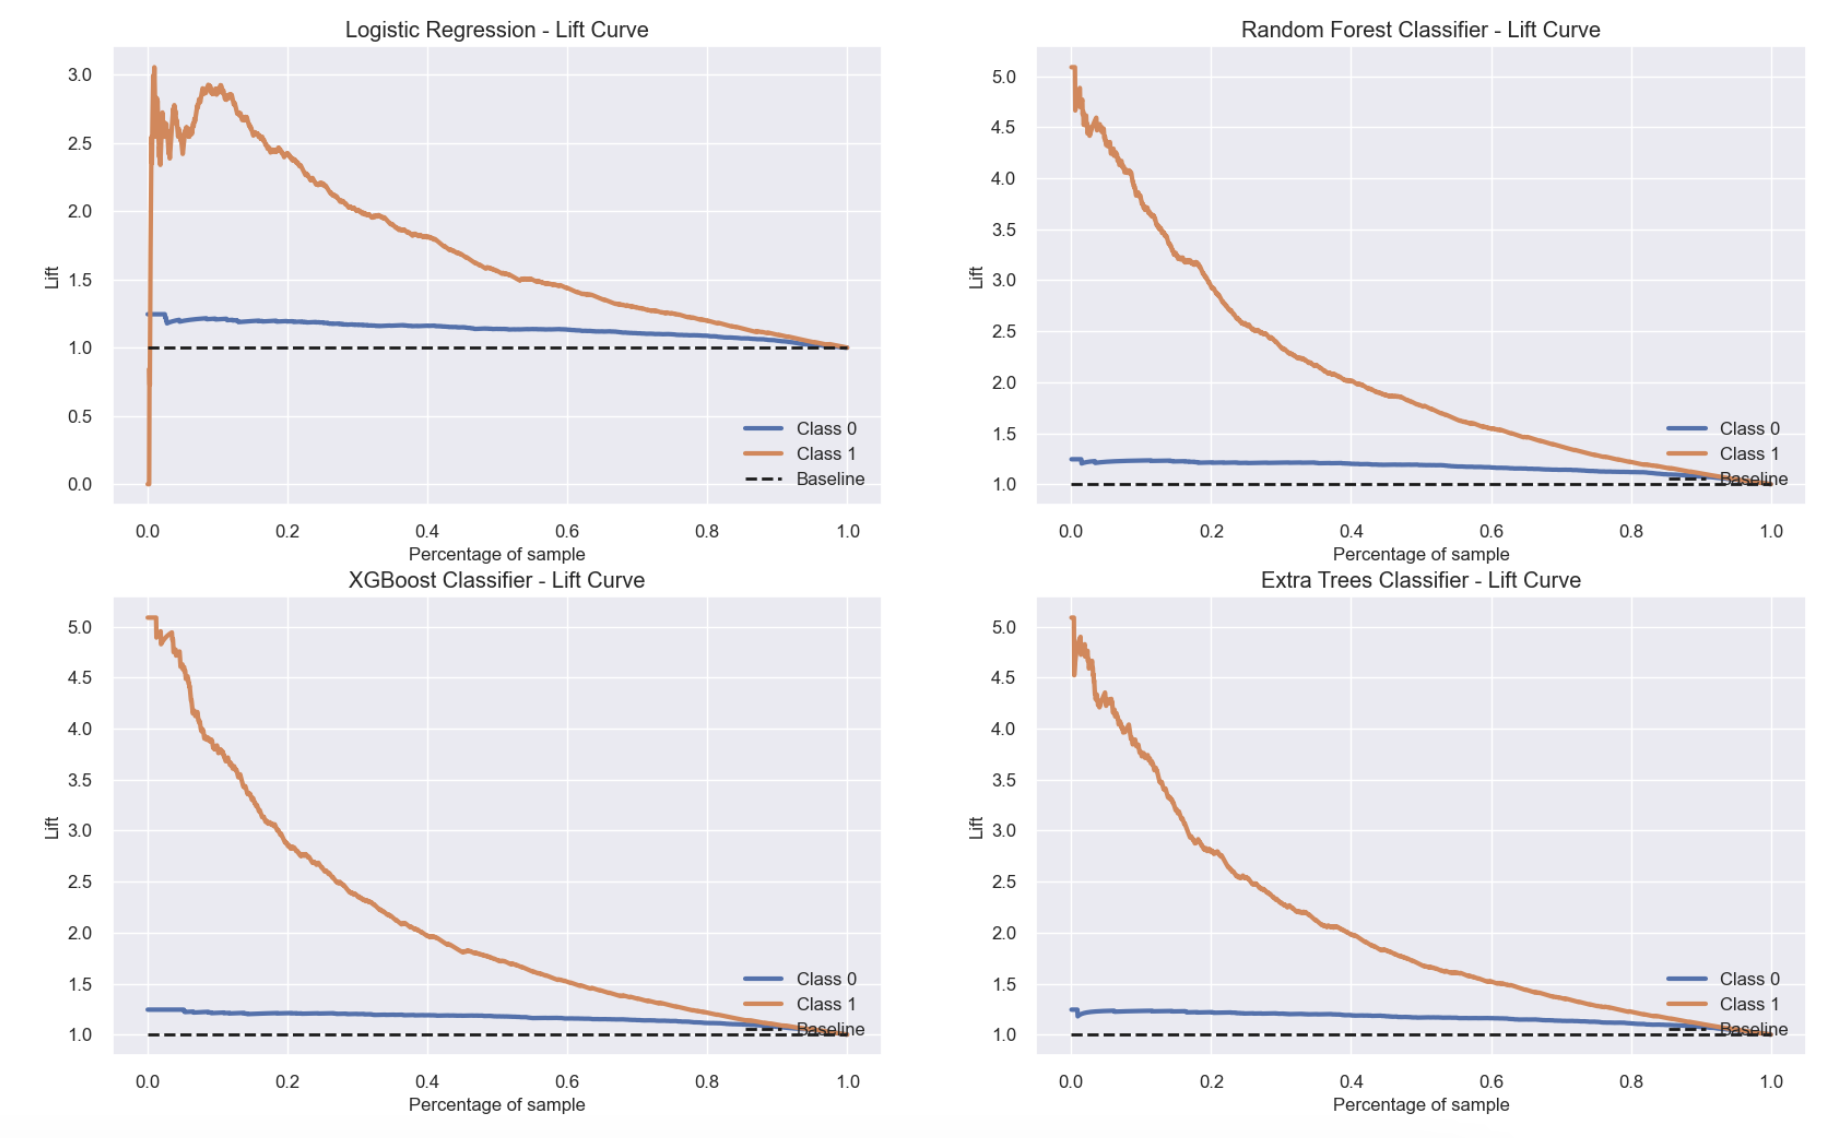 Logistic Regression - Lift Curve
3.0
2.5
2.0
1.5
1.0
0.5
0.0
Lift
Class 0
Class 1
Baseline
0.0 0.2 0.4 0.6 0.8 1.0
Percentage of sample
Random Forest Classifier - Lift Curve
5.0
4.5
4.0
3.5
3.0
2.5
2.0
1.5
1.0
Lift
Class 0
Class 1
Baseline
0.0 0.2 0.4 0.6 0.8 1.0
Percentage of sample
XGBoost Classifier - Lift Curve
5.0
4.5
4.0
3.5
3.0
2.5
2.0
1.5
1.0
Lift
Class 0
Class 1
Baseline
0.0 0.2 0.4 0.6 0.8 1.0
Percentage of sample
Extra Trees Classifier - Lift Curve
5.0
4.5
4.0
3.5
3.0
2.5
2.0
1.5
1.0
Lift
Class 0
Class 1
Baseline
0.0 0.2 0.4 0.6 0.8 1.0
Percentage of sample